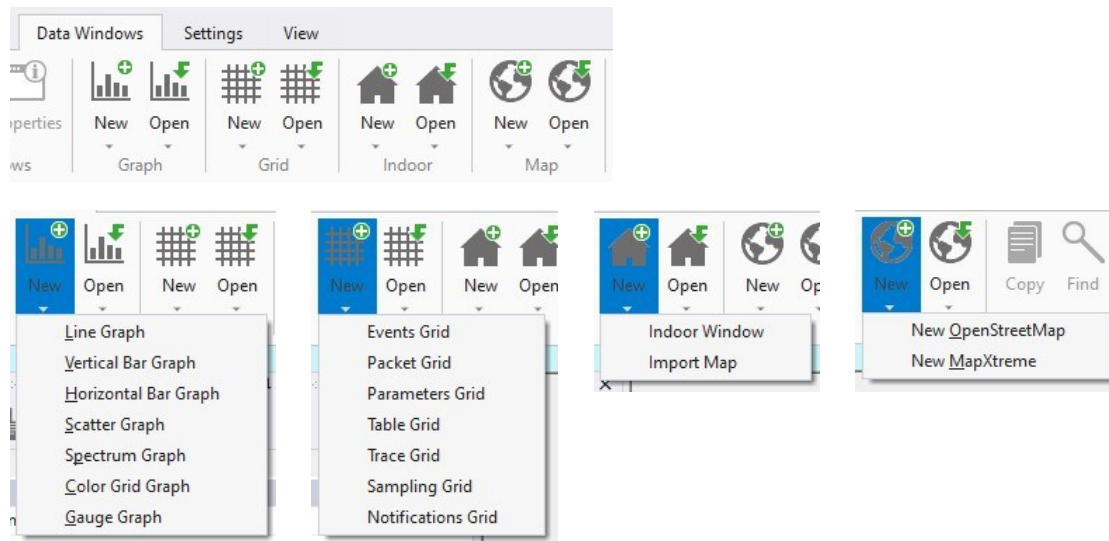 Data Windows Settings View
New Open New Open New Open New Open
Graph Grid Indoor Map
New Open New Open
Line Graph
Vertical Bar Graph
Horizontal Bar Graph
Scatter Graph
Spectrum Graph
Color Grid Graph
Gauge Graph
New Open New Open
Events Grid
Packet Grid
Parameters Grid
Table Grid
Trace Grid
Sampling Grid
Notifications Grid
New Open New
Indoor Window
Import Map
New Open Copy Find
New OpenStreetMap
New MapXtreme